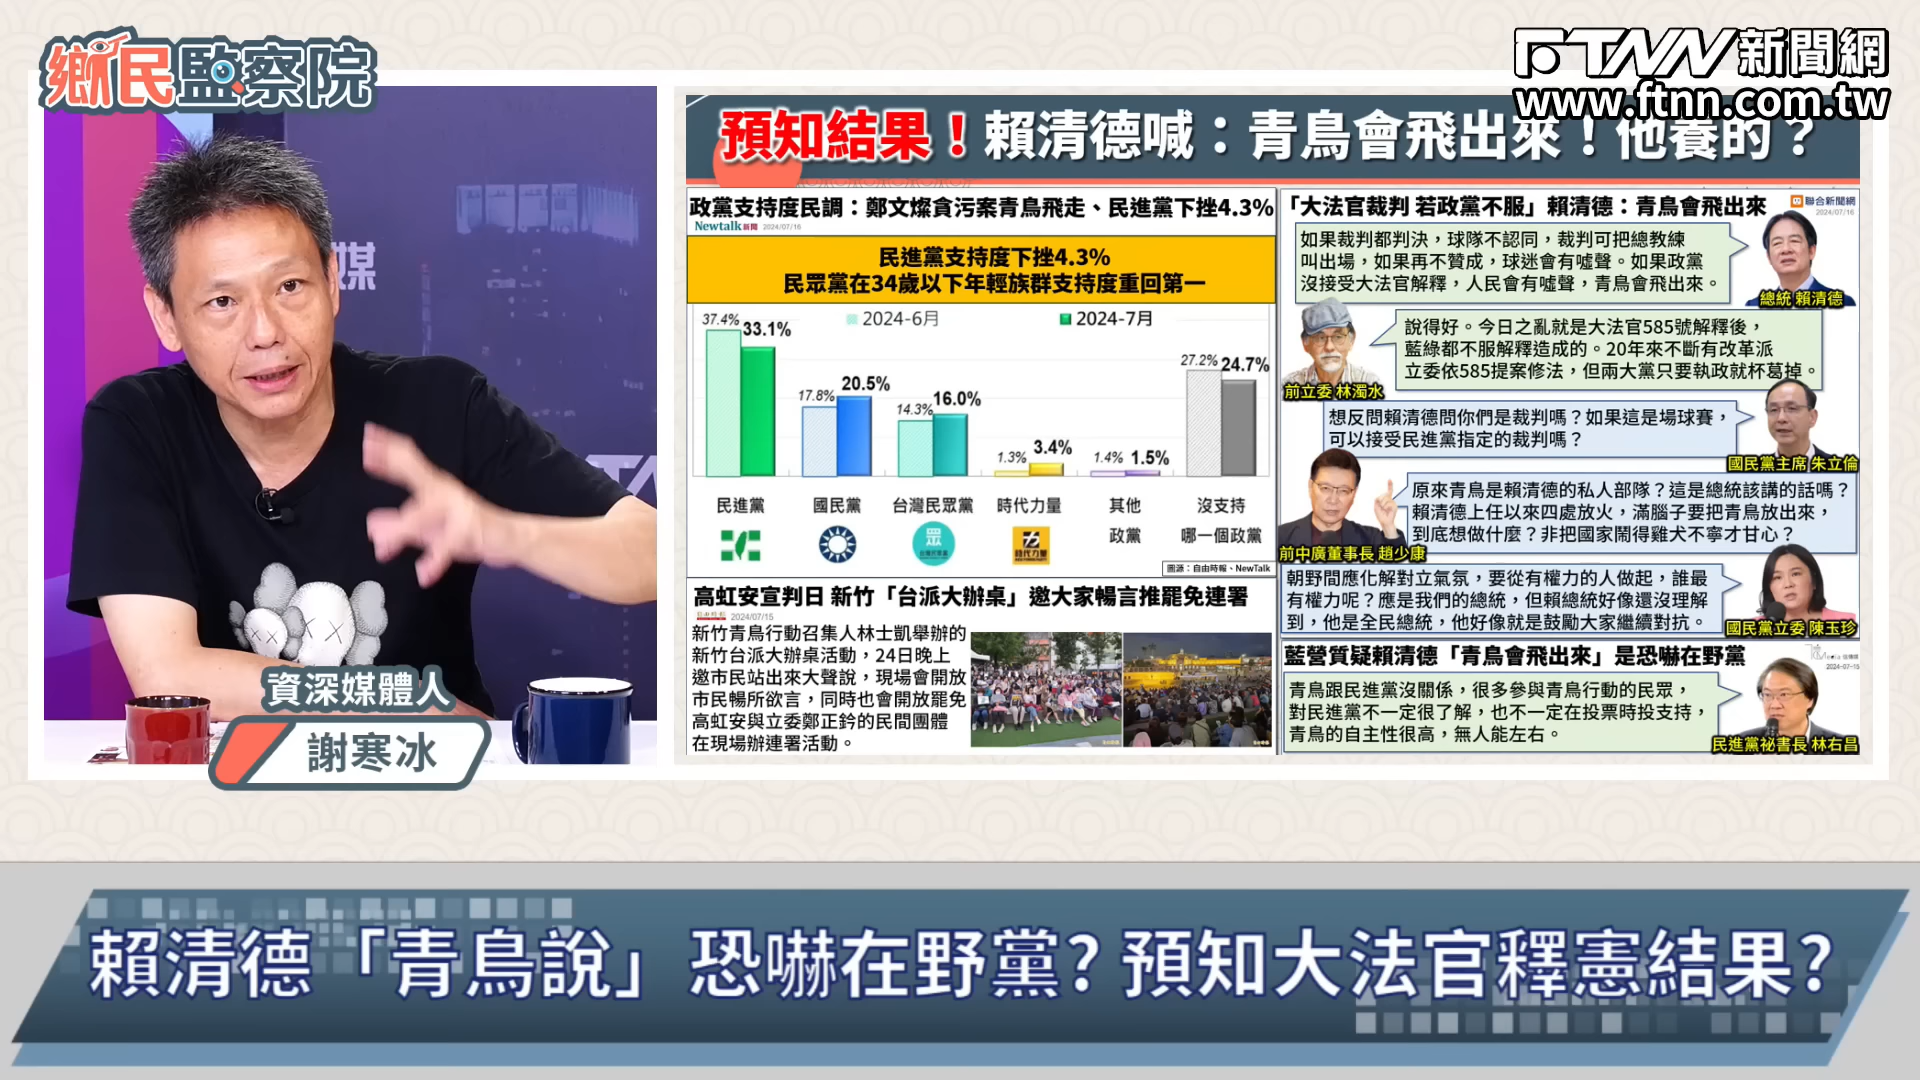 鄉民監察院
FTNN新聞網
www.ftnn.com.tw
預知結果！賴清德喊：青鳥會飛出來！他養的？
政黨支持度民調：鄭文燦貪污案青鳥飛走、民進黨下挫4.3%
Newtalk新聞 2024/07/16
民進黨支持度下挫4.3%
民眾黨在34歲以下年輕族群支持度重回第一
2024-6月 2024-7月
37.4% 33.1%
17.8% 20.5%
14.3% 16.0%
1.3% 3.4%
1.4% 1.5%
27.2% 24.7%
民進黨 國民黨 台灣民眾黨 時代力量 其他政黨 沒支持哪一個政黨
眾
時代力量
圖源：自由時報、NewTalk
高虹安宣判日 新竹「台派大辦桌」邀大家暢言推罷免連署
2024/07/15
新竹青鳥行動召集人林士凱舉辦的
新竹台派大辦桌活動，24日晚上
邀市民站出來大聲說，現場會開放
市民暢所欲言，同時也會開放罷免
高虹安與立委鄭正鈐的民間團體
在現場辦連署活動。
「大法官裁判 若政黨不服」賴清德：青鳥會飛出來
聯合新聞網
2024/07/16
如果裁判都判決，球隊不認同，裁判可把總教練
叫出場，如果再不贊成，球迷會有噓聲。如果政黨
沒接受大法官解釋，人民會有噓聲，青鳥會飛出來。
總統 賴清德
說得好。今日之亂就是大法官585號解釋後，
藍綠都不服解釋造成的。20年來不斷有改革派
立委依585提案修法，但兩大黨只要執政就杯葛掉。
前立委 林濁水
想反問賴清德問你們是裁判嗎？如果這是場球賽，
可以接受民進黨指定的裁判嗎？
國民黨主席 朱立倫
原來青鳥是賴清德的私人部隊？這是總統該講的話嗎？
賴清德上任以來四處放火，滿腦子要把青鳥放出來，
到底想做什麼？非把國家鬧得雞犬不寧才甘心？
前中廣董事長 趙少康
朝野間應化解對立氣氛，要從有權力的人做起，誰最
有權力呢？應是我們的總統，但賴總統好像還沒理解
到，他是全民總統，他好像就是鼓勵大家繼續對抗。
國民黨立委 陳玉珍
藍營質疑賴清德「青鳥會飛出來」是恐嚇在野黨
2024-07-15
青鳥跟民進黨沒關係，很多參與青鳥行動的民眾，
對民進黨不一定很了解，也不一定在投票時投支持，
青鳥的自主性很高，無人能左右。
民進黨祕書長 林右昌
媒
資深媒體人
謝寒冰
賴清德「青鳥說」恐嚇在野黨？預知大法官釋憲結果？